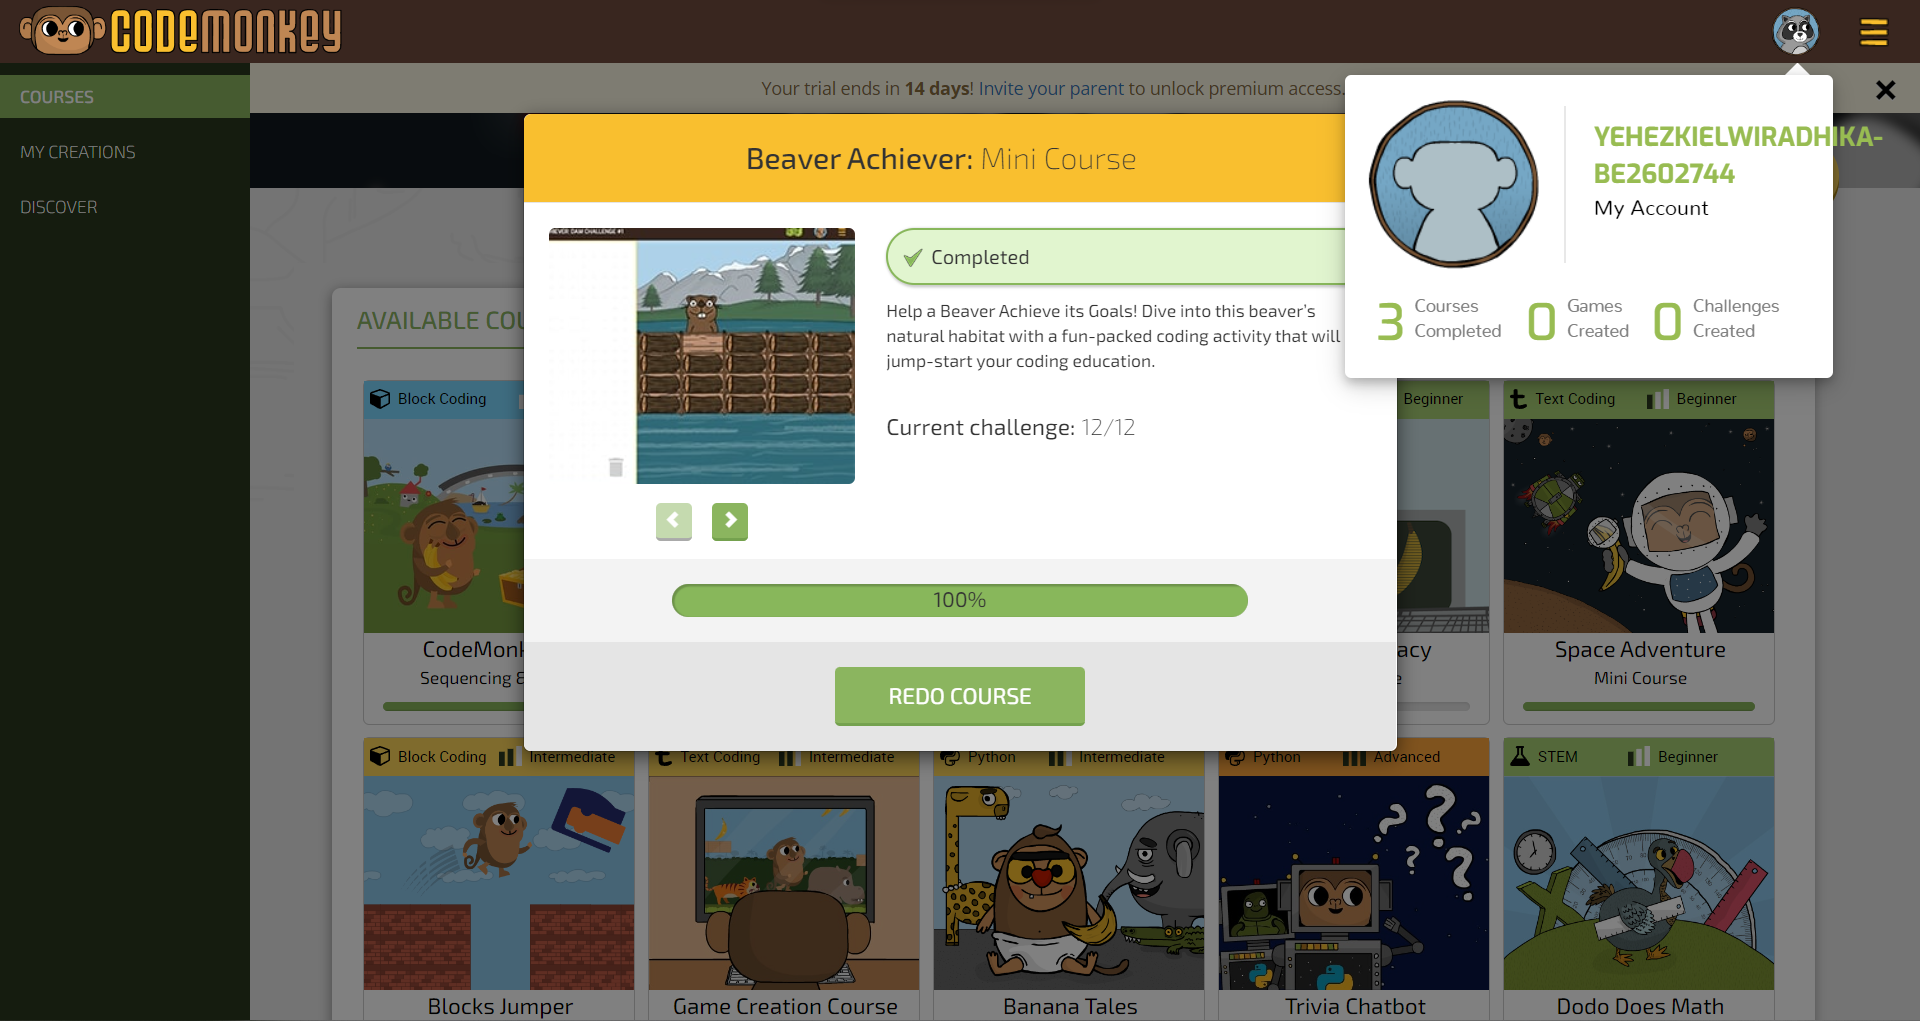 CODEMONKEY
COURSES
MY CREATIONS
DISCOVER
Your trial ends in 14 days! Invite your parent to unlock premium access.
YEHEZKIELWIRADHIKA-
BE2602744
My Account
3 Courses Completed
0 Games Created
0 Challenges Created
Beaver Achiever: Mini Course
DAM CHALLENGE #1
Completed
Help a Beaver Achieve its Goals! Dive into this beaver's
natural habitat with a fun-packed coding activity that will
jump-start your coding education.
Current challenge: 12/12
100%
REDO COURSE
AVAILABLE
Block Coding
Beginner
Text Coding Beginner
Sequencing
Space Adventure
Mini Course
Block Coding Intermediate
Text Coding Intermediate
Python Intermediate
Python Advanced
STEM Beginner
Blocks Jumper
Game Creation Course
Banana Tales
Trivia Chatbot
Dodo Does Math